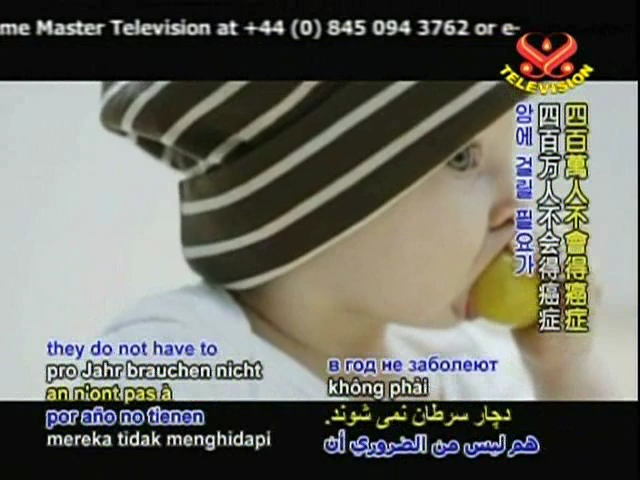 me Master Television at +44 (0) 845 094 3762 or e-
TELEVISION
四百萬人不會得癌症
四百万人不会得癌症
암에 걸릴 필요가
they do not have to
pro Jahr brauchen nicht
an n'ont pas à
por año no tienen
mereka tidak menghidapi
в год не заболеют
không phải
دچار سرطان نمی شوند.
هم ليس من الضروري أن